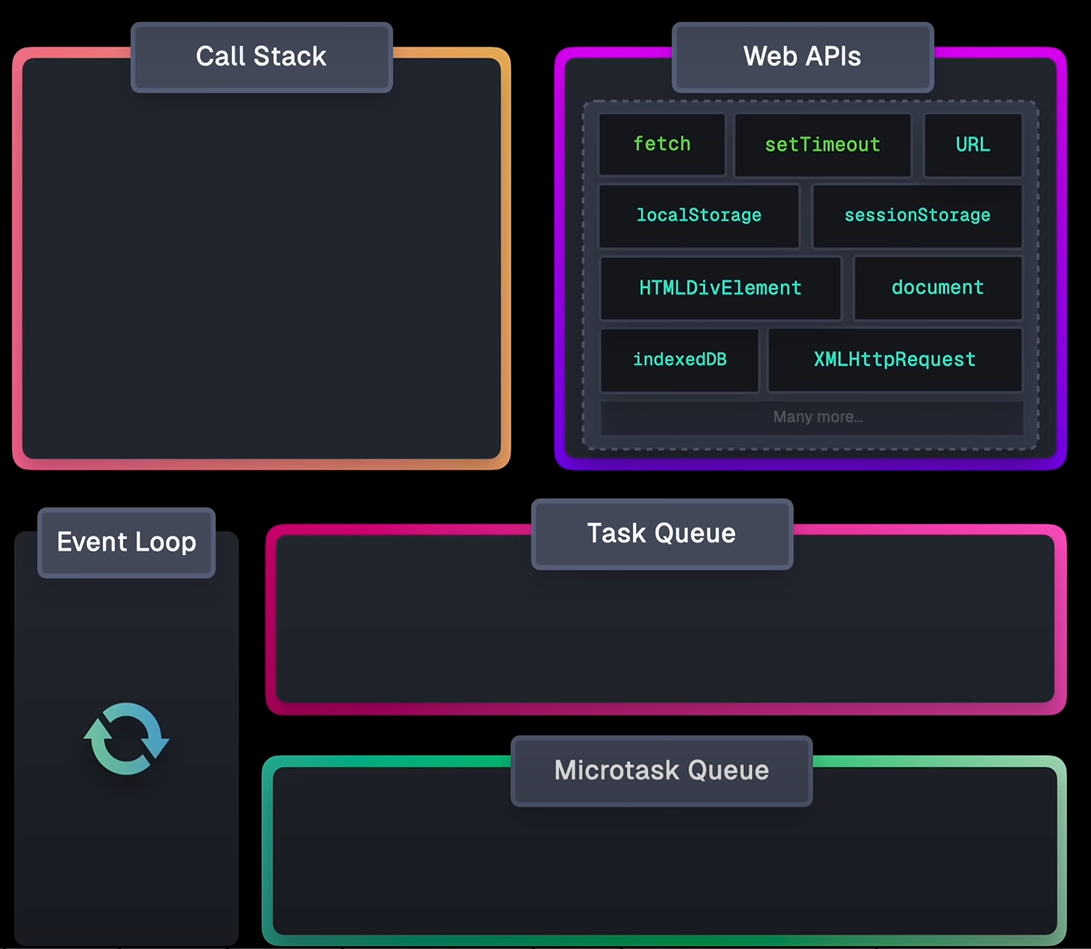 Call Stack
Web APIs
fetch
setTimeout
URL
localStorage
sessionStorage
HTMLDivElement
document
indexedDB
XMLHttpRequest
Many more…
Event Loop
Task Queue
Microtask Queue